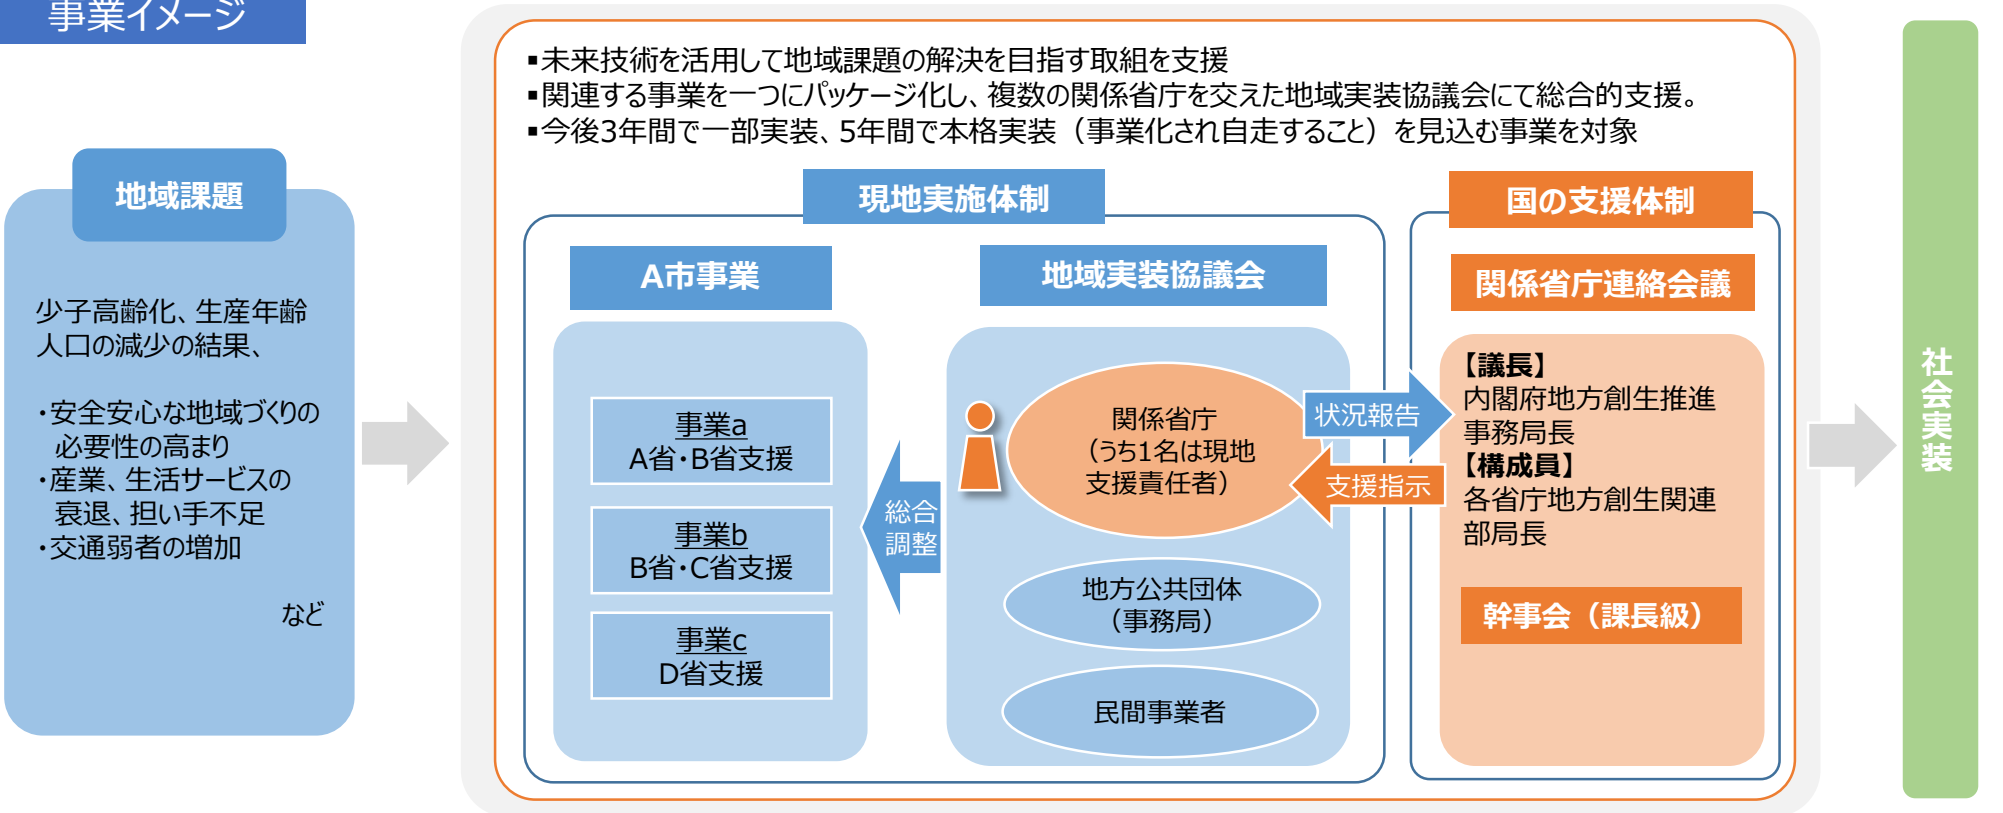 事業イメージ
地域課題
少子高齢化、生産年齢
人口の減少の結果、
・安全安心な地域づくりの
必要性の高まり
・産業、生活サービスの
衰退、担い手不足
・交通弱者の増加
など
▪未来技術を活用して地域課題の解決を目指す取組を支援
▪関連する事業を一つにパッケージ化し、複数の関係省庁を交えた地域実装協議会にて総合的支援。
▪今後3年間で一部実装、5年間で本格実装（事業化され自走すること）を見込む事業を対象
現地実施体制
A市事業
事業a
A省・B省支援
事業b
B省・C省支援
事業c
D省支援
総合
調整
地域実装協議会
関係省庁
（うち1名は現地
支援責任者）
地方公共団体
（事務局）
民間事業者
状況報告
支援指示
国の支援体制
関係省庁連絡会議
【議長】
内閣府地方創生推進
事務局長
【構成員】
各省庁地方創生関連
部局長
幹事会（課長級）
社会実装